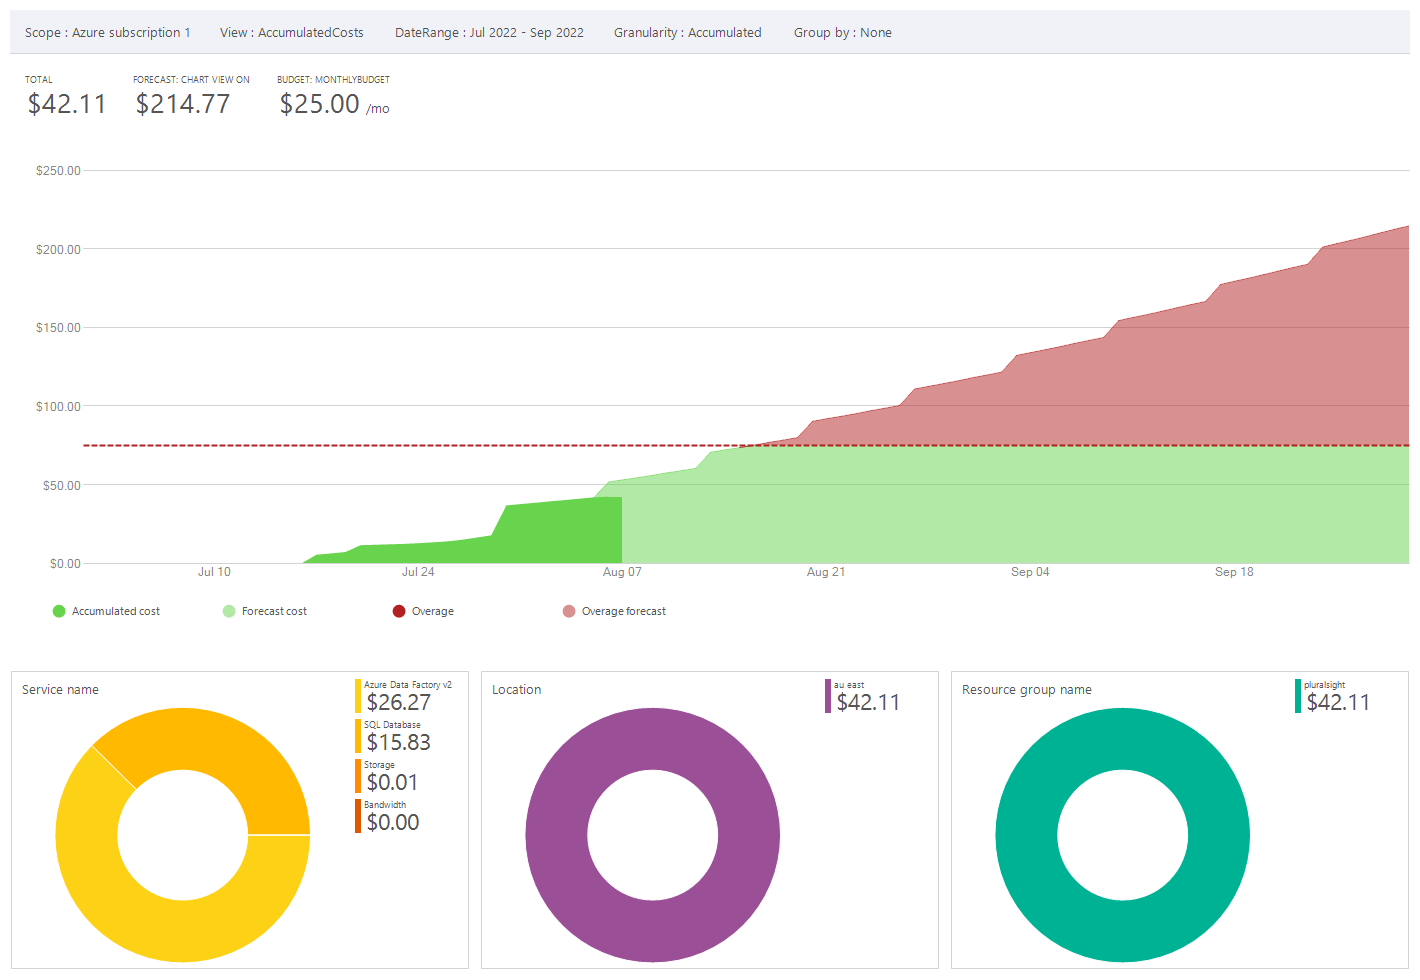 Scope : Azure subscription 1 View : AccumulatedCosts DateRange : Jul 2022 - Sep 2022 Granularity : Accumulated Group by : None
TOTAL FORECAST: CHART VIEW ON BUDGET: MONTHLYBUDGET
$42.11 $214.77 $25.00 /mo
$250.00
$200.00
$150.00
$100.00
$50.00
$0.00
Jul 10 Jul 24 Aug 07 Aug 21 Sep 04 Sep 18
Accumulated cost Forecast cost Overage Overage forecast
Service name
Azure Data Factory v2
$26.27
SQL Database
$15.83
Storage
$0.01
Bandwidth
$0.00
Location
au east
$42.11
Resource group name
pluralsight
$42.11